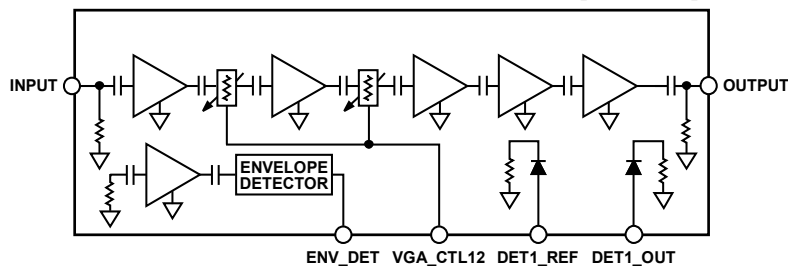 INPUT
OUTPUT
ENVELOPE
DETECTOR
ENV_DET
VGA_CTL12
DET1_REF
DET1_OUT